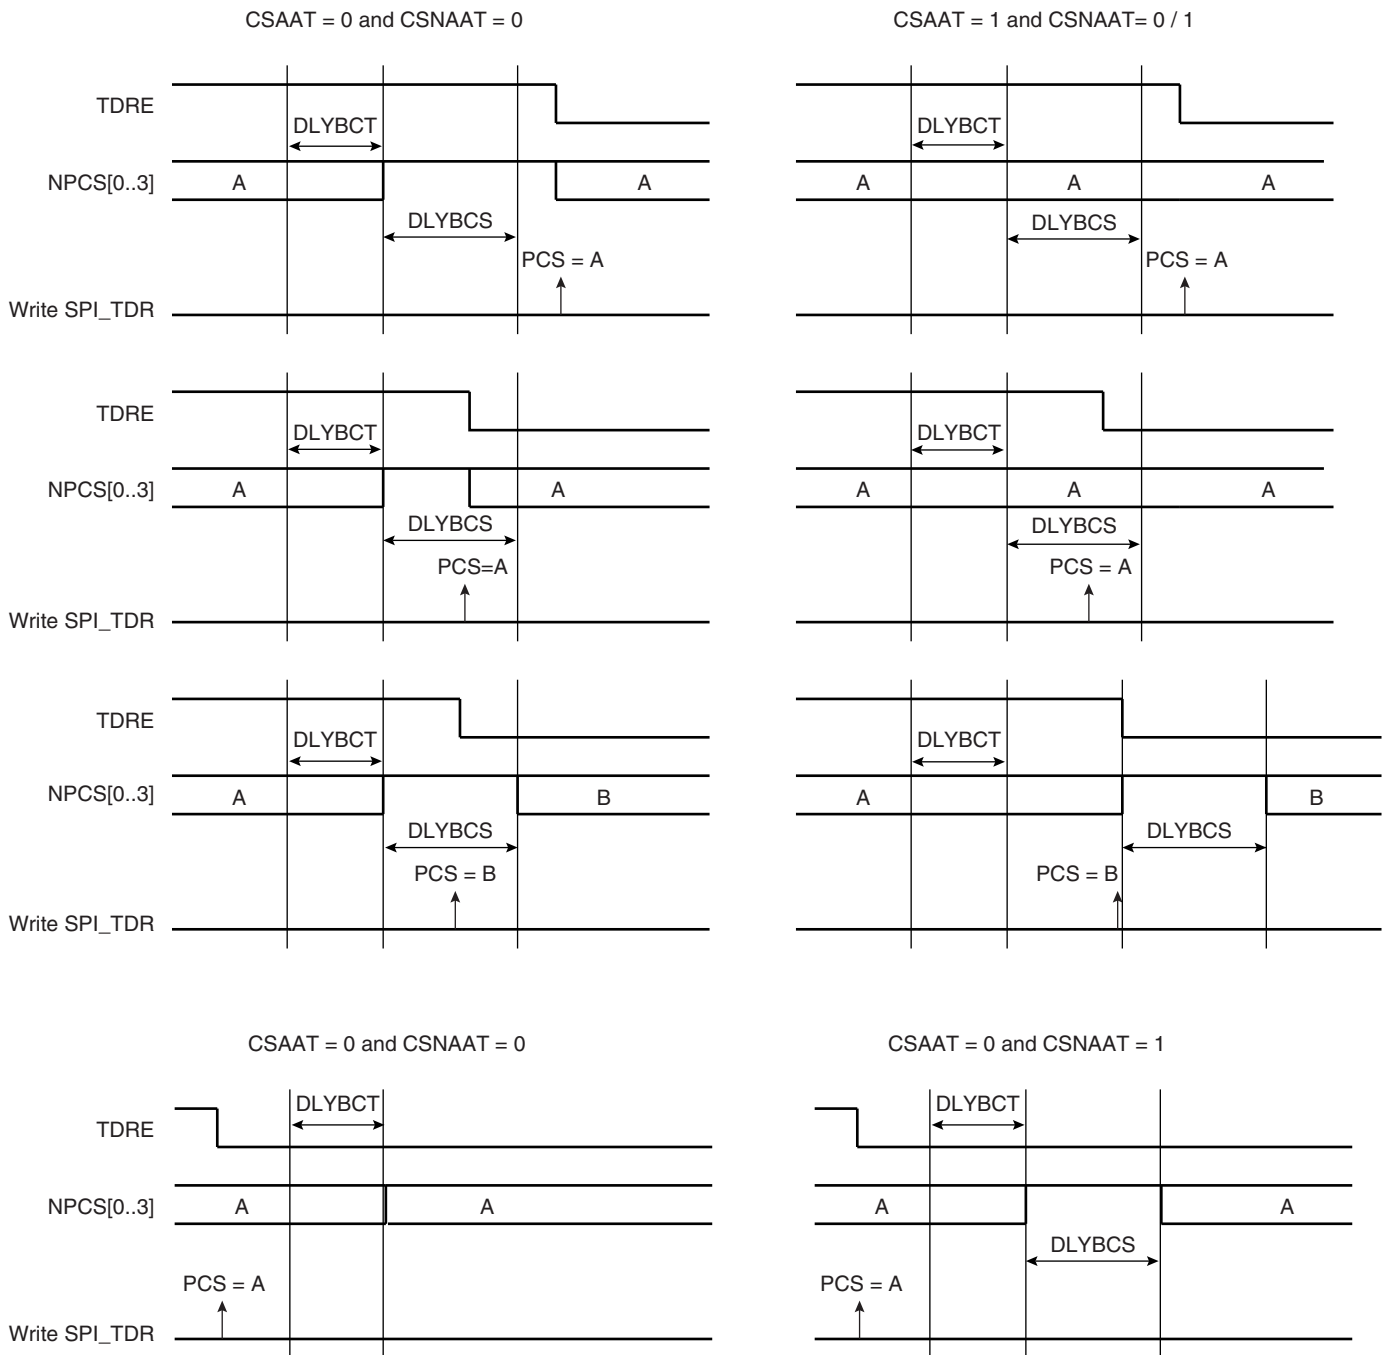 CSAAT = 0 and CSNAAT = 0
CSAAT = 1 and CSNAAT= 0 / 1
TDRE
DLYBCT
DLYBCT
NPCS[0..3]
A
A
A
A
A
DLYBCS
DLYBCS
PCS = A
PCS = A
Write SPI_TDR
TDRE
DLYBCT
DLYBCT
NPCS[0..3]
A
A
A
A
A
DLYBCS
DLYBCS
PCS=A
PCS = A
Write SPI_TDR
TDRE
DLYBCT
DLYBCT
NPCS[0..3]
A
B
A
B
DLYBCS
DLYBCS
PCS = B
PCS = B
Write SPI_TDR
CSAAT = 0 and CSNAAT = 0
CSAAT = 0 and CSNAAT = 1
DLYBCT
DLYBCT
TDRE
NPCS[0..3]
A
A
A
A
DLYBCS
PCS = A
PCS = A
Write SPI_TDR